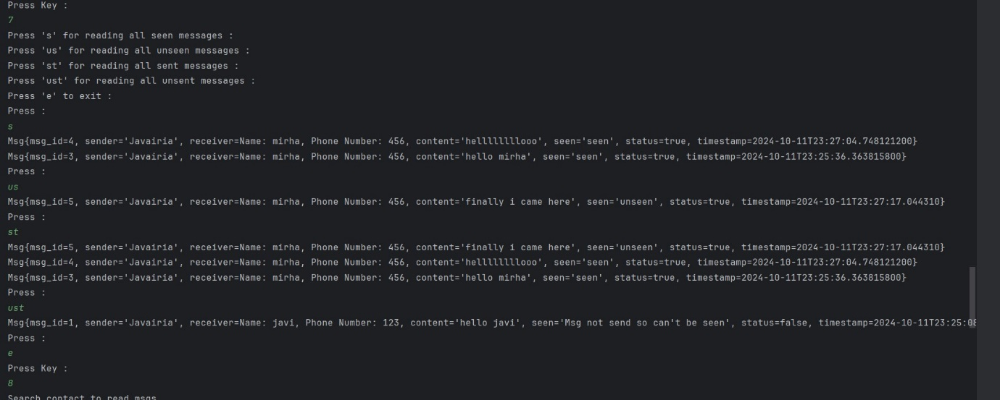 Press Key :
7
Press 's' for reading all seen messages :
Press 'us' for reading all unseen messages :
Press 'st' for reading all sent messages :
Press 'ust' for reading all unsent messages :
Press 'e' to exit :
Press :
s
Msg{msg_id=4, sender='Javairia', receiver=Name: mirha, Phone Number: 456, content='hellllllllooo', seen='seen', status=true, timestamp=2024-10-11T23:27:04.748121200}
Msg{msg_id=3, sender='Javairia', receiver=Name: mirha, Phone Number: 456, content='hello mirha', seen='seen', status=true, timestamp=2024-10-11T23:25:36.363815800}
Press :
us
Msg{msg_id=5, sender='Javairia', receiver=Name: mirha, Phone Number: 456, content='finally i came here', seen='unseen', status=true, timestamp=2024-10-11T23:27:17.044310}
Press :
st
Msg{msg_id=5, sender='Javairia', receiver=Name: mirha, Phone Number: 456, content='finally i came here', seen='unseen', status=true, timestamp=2024-10-11T23:27:17.044310}
Msg{msg_id=4, sender='Javairia', receiver=Name: mirha, Phone Number: 456, content='hellllllllooo', seen='seen', status=true, timestamp=2024-10-11T23:27:04.748121200}
Msg{msg_id=3, sender='Javairia', receiver=Name: mirha, Phone Number: 456, content='hello mirha', seen='seen', status=true, timestamp=2024-10-11T23:25:36.363815800}
Press :
ust
Msg{msg_id=1, sender='Javairia', receiver=Name: javi, Phone Number: 123, content='hello javi', seen='Msg not send so can't be seen', status=false, timestamp=2024-10-11T23:25:08
Press :
e
Press Key :
8
Search contact to read msgs